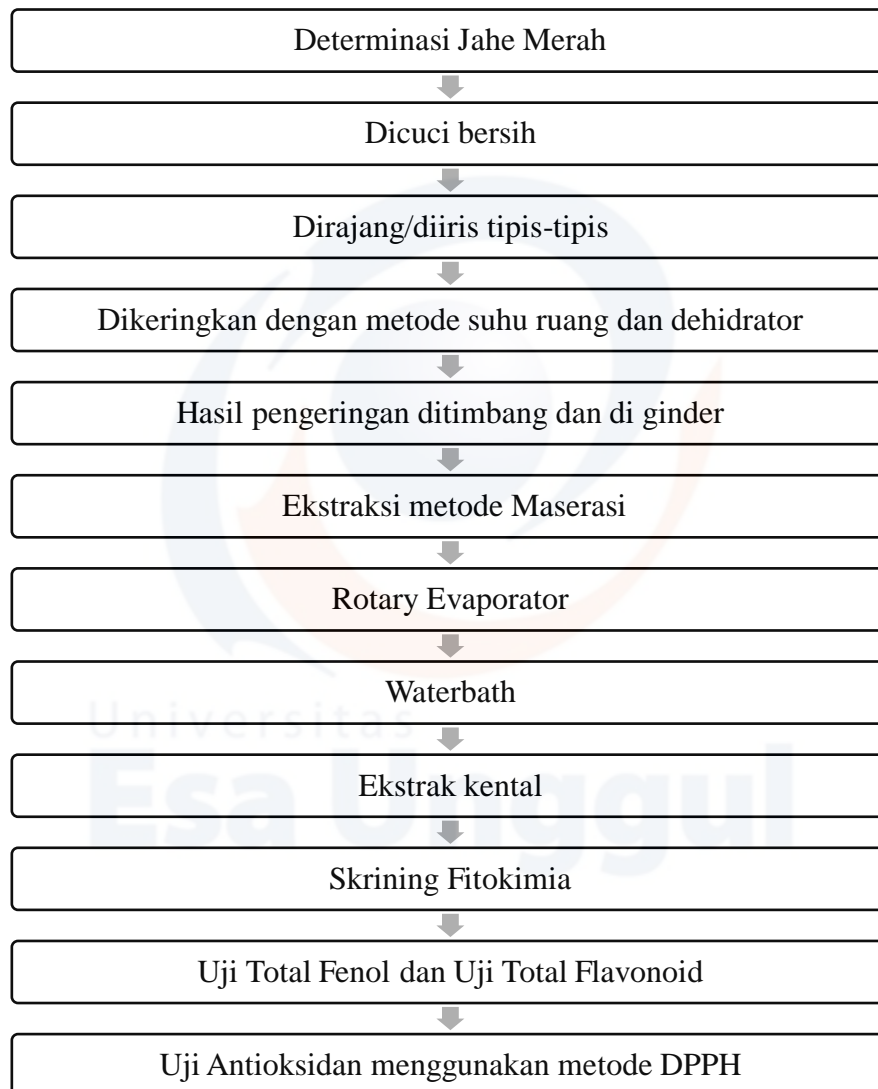 Determinasi Jahe Merah
Dicuci bersih
Dirajang/diiris tipis-tipis
Dikeringkan dengan metode suhu ruang dan dehidrator
Hasil pengeringan ditimbang dan di ginder
Ekstraksi metode Maserasi
Rotary Evaporator
Waterbath
Universitas
Esa Unggul
Ekstrak kental
Skrining Fitokimia
Uji Total Fenol dan Uji Total Flavonoid
Uji Antioksidan menggunakan metode DPPH